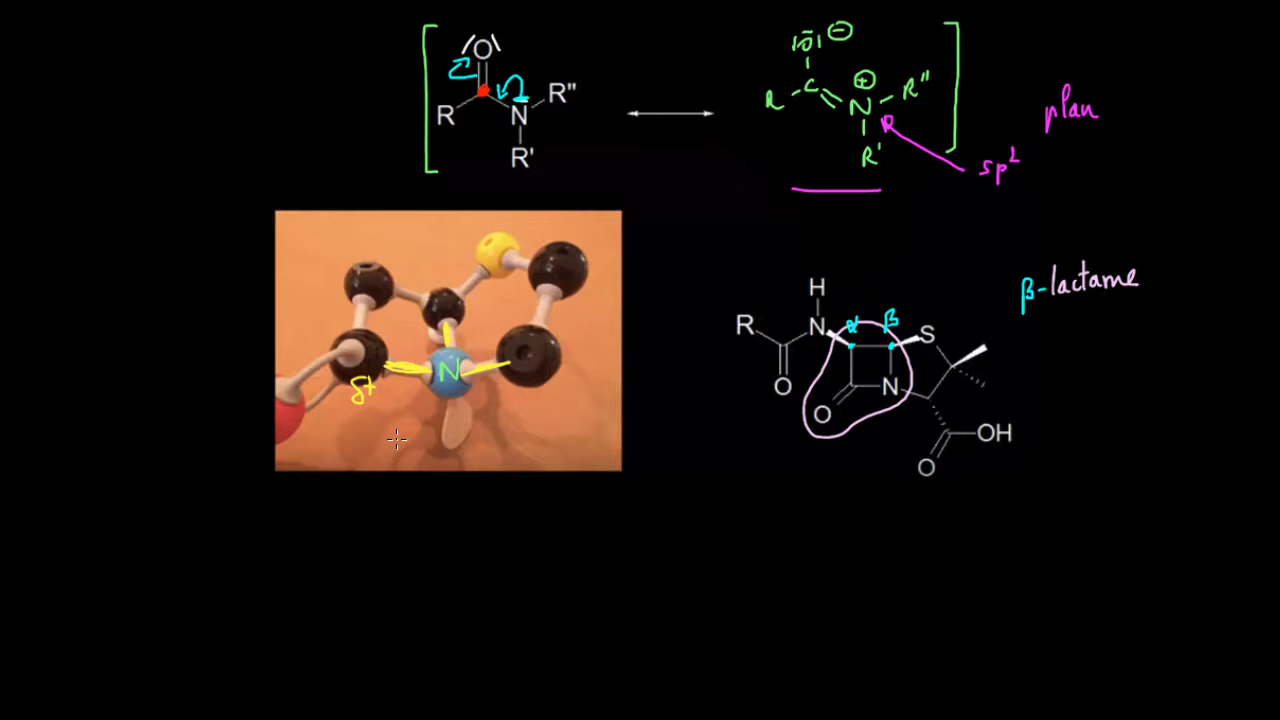 O
R
N
R"
R'
|O| ⊖
R
C
N
⊕
R"
R'
plan
sp²
N
δ+
β-lactame
H
R
N
α
β
S
O
O
N
OH
O